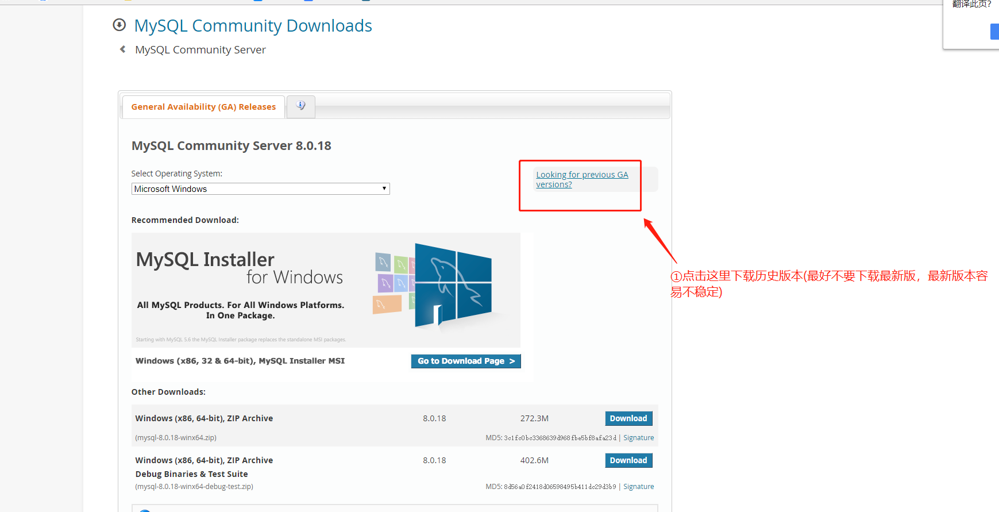 翻译此页?
MySQL Community Downloads
MySQL Community Server
General Availability (GA) Releases
MySQL Community Server 8.0.18
Select Operating System:
Microsoft Windows
Looking for previous GA
versions?
Recommended Download:
MySQL Installer
for Windows
All MySQL Products. For All Windows Platforms.
In One Package.
Starting with MySQL 5.6 the MySQL Installer package replaces the standalone MSI packages.
Windows (x86, 32 & 64-bit), MySQL Installer MSI
Go to Download Page >
①点击这里下载历史版本(最好不要下载最新版，最新版本容
易不稳定)
Other Downloads:
Windows (x86, 64-bit), ZIP Archive 8.0.18 272.3M Download
(mysql-8.0.18-winx64.zip) MD5: 3c1fc0bc3368639d968fbe5bf8afa23d | Signature
Windows (x86, 64-bit), ZIP Archive 8.0.18 402.6M Download
Debug Binaries & Test Suite
(mysql-8.0.18-winx64-debug-test.zip) MD5: 8d56a0f2418d06598495b411dc29d3b9 | Signature